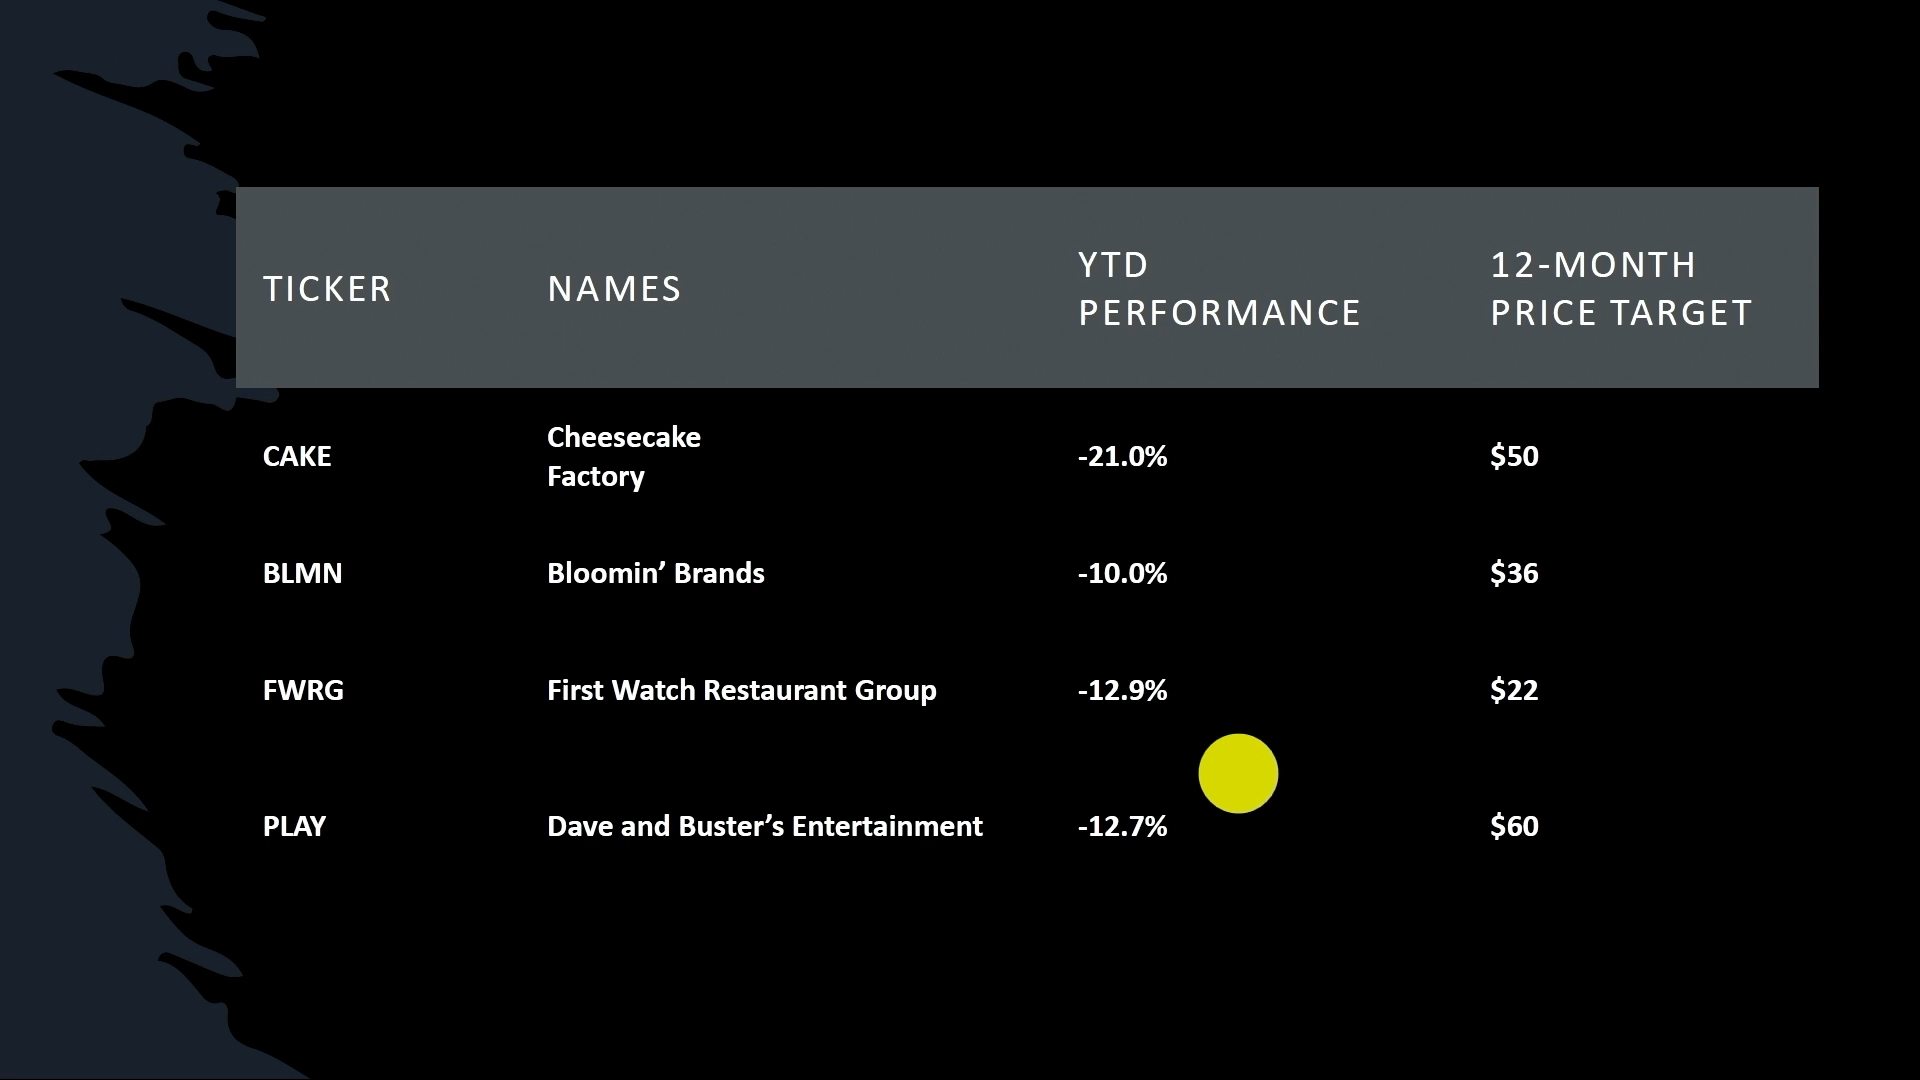 TICKER
NAMES
YTD
PERFORMANCE
12-MONTH
PRICE TARGET
CAKE
Cheesecake
Factory
-21.0%
$50
BLMN
Bloomin’ Brands
-10.0%
$36
FWRG
First Watch Restaurant Group
-12.9%
$22
PLAY
Dave and Buster’s Entertainment
-12.7%
$60